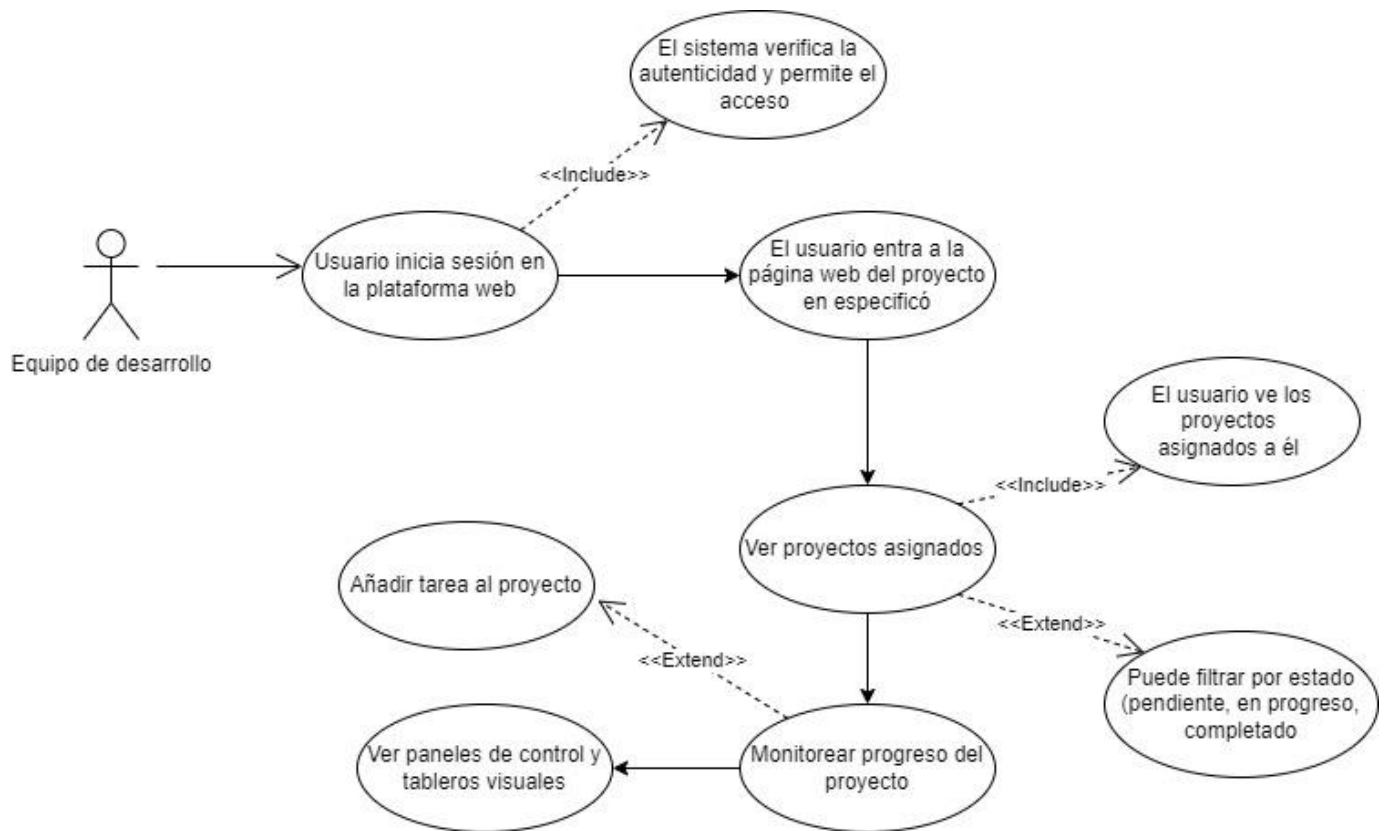 El sistema verifica la
autenticidad y permite el
acceso
<<Include>>
Usuario inicia sesión en
la plataforma web
El usuario entra a la
página web del proyecto
en especificó
Equipo de desarrollo
El usuario ve los
proyectos
asignados a él
<<Include>>
Ver proyectos asignados
Añadir tarea al proyecto
<<Extend>>
<<Extend>>
Puede filtrar por estado
(pendiente, en progreso,
completado
Ver paneles de control y
tableros visuales
Monitorear progreso del
proyecto